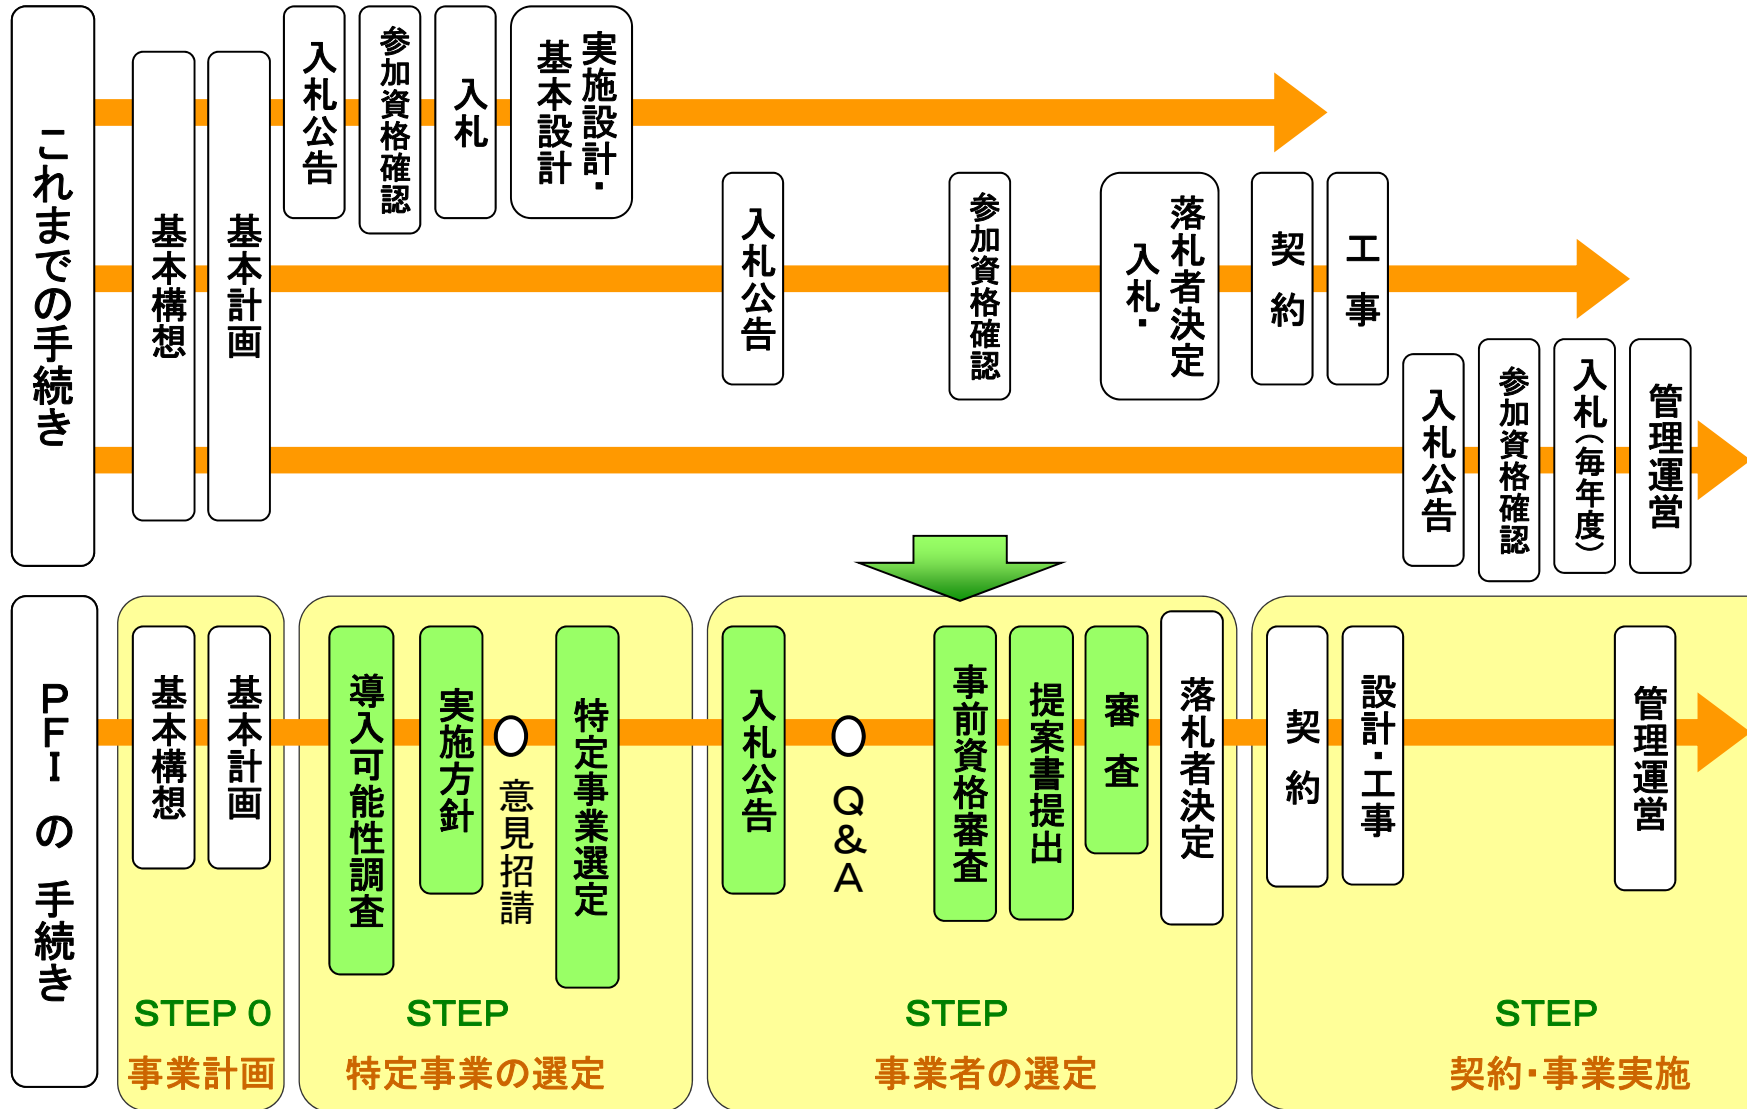 これまでの手続き
基本構想
基本計画
入札公告
参加資格確認
入札
実施設計・
基本設計
入札公告
参加資格確認
落札者決定
入札・
契約
工事
入札公告
参加資格確認
入札(毎年度)
管理運営
PFIの手続き
基本構想
基本計画
導入可能性調査
実施方針
意見招請
特定事業選定
入札公告
Q&A
事前資格審査
提案書提出
審査
落札者決定
契約
設計・工事
管理運営
STEP 0
事業計画
STEP
特定事業の選定
STEP
事業者の選定
STEP
契約・事業実施